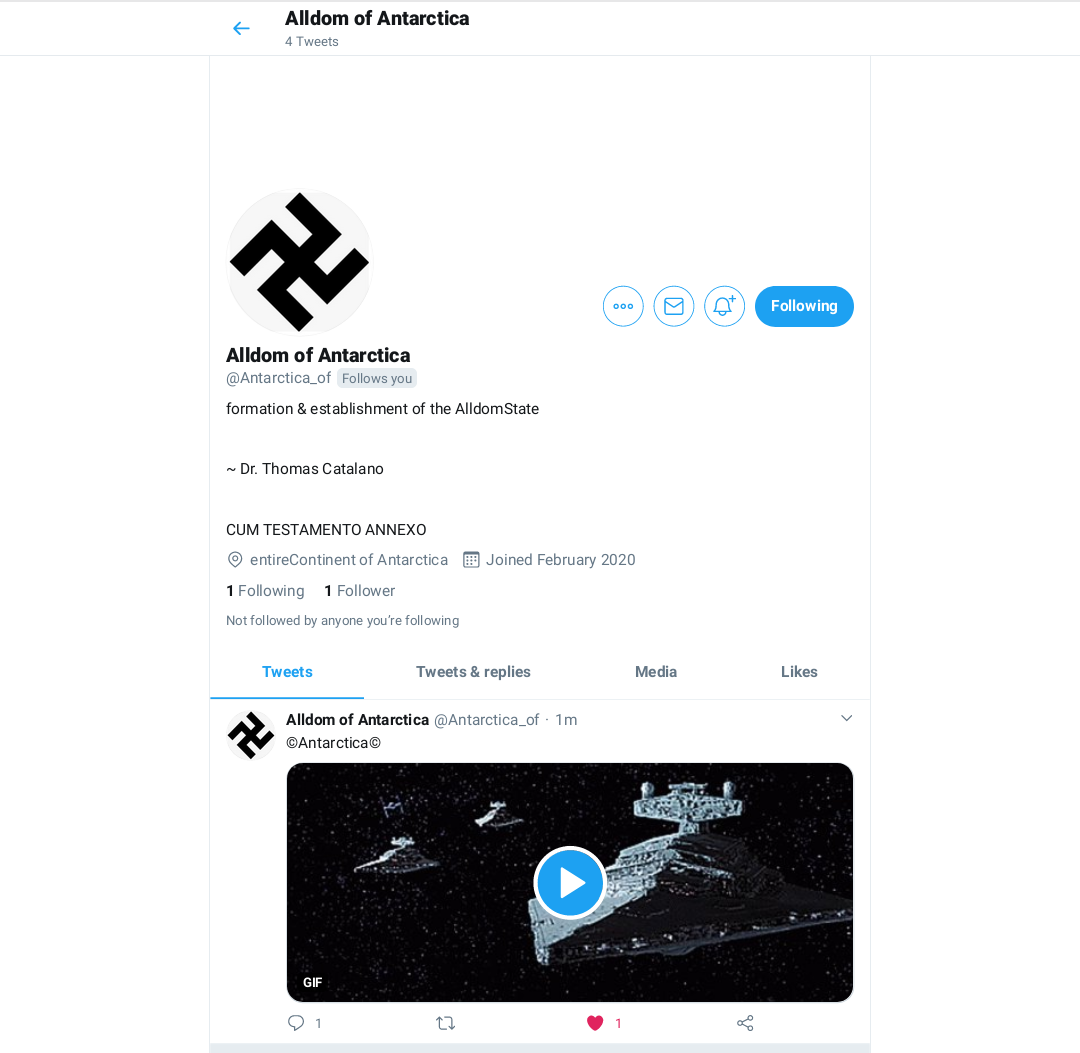 Alldom of Antarctica
4 Tweets
Following
Alldom of Antarctica
@Antarctica_of Follows you
formation & establishment of the AlldomState
~ Dr. Thomas Catalano
CUM TESTAMENTO ANNEXO
entireContinent of Antarctica Joined February 2020
1 Following 1 Follower
Not followed by anyone you’re following
Tweets Tweets & replies Media Likes
Alldom of Antarctica @Antarctica_of · 1m
©Antarctica©
GIF
1 1